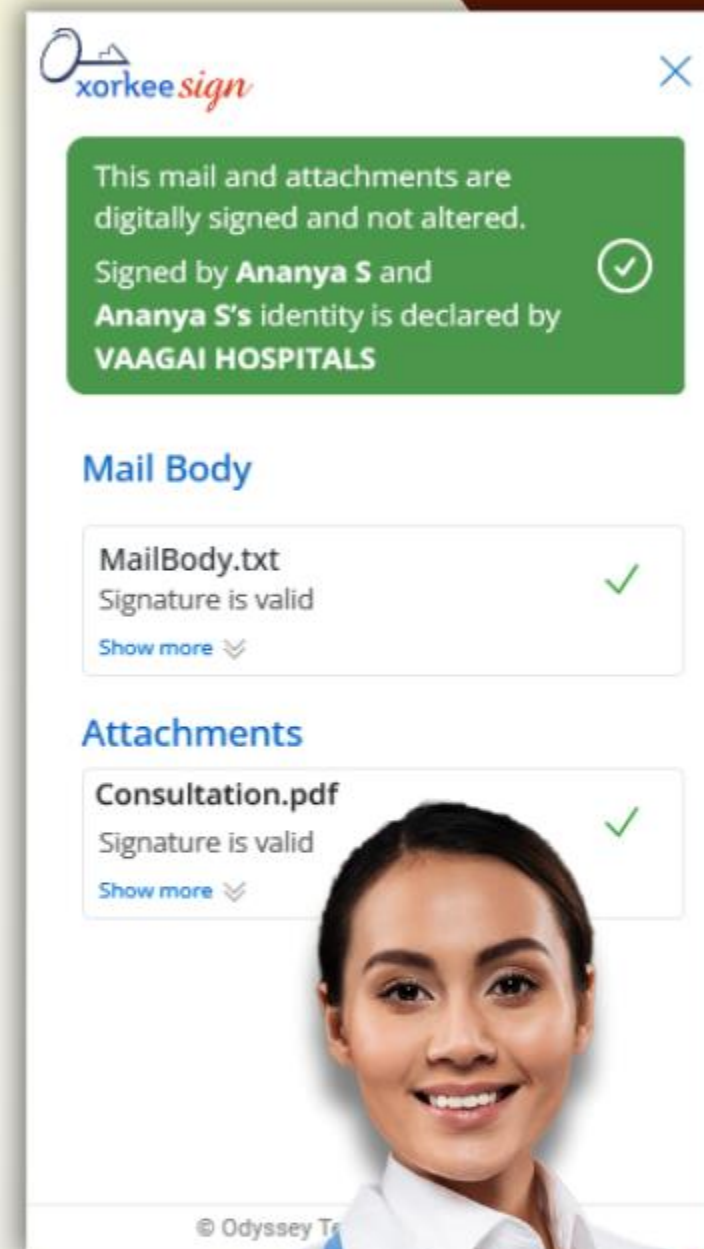 xorkee sign
This mail and attachments are
digitally signed and not altered.
Signed by Ananya S and
Ananya S's identity is declared by
VAAGAI HOSPITALS
Mail Body
MailBody.txt
Signature is valid
Show more
Attachments
Consultation.pdf
Signature is valid
Show more
© Odyssey